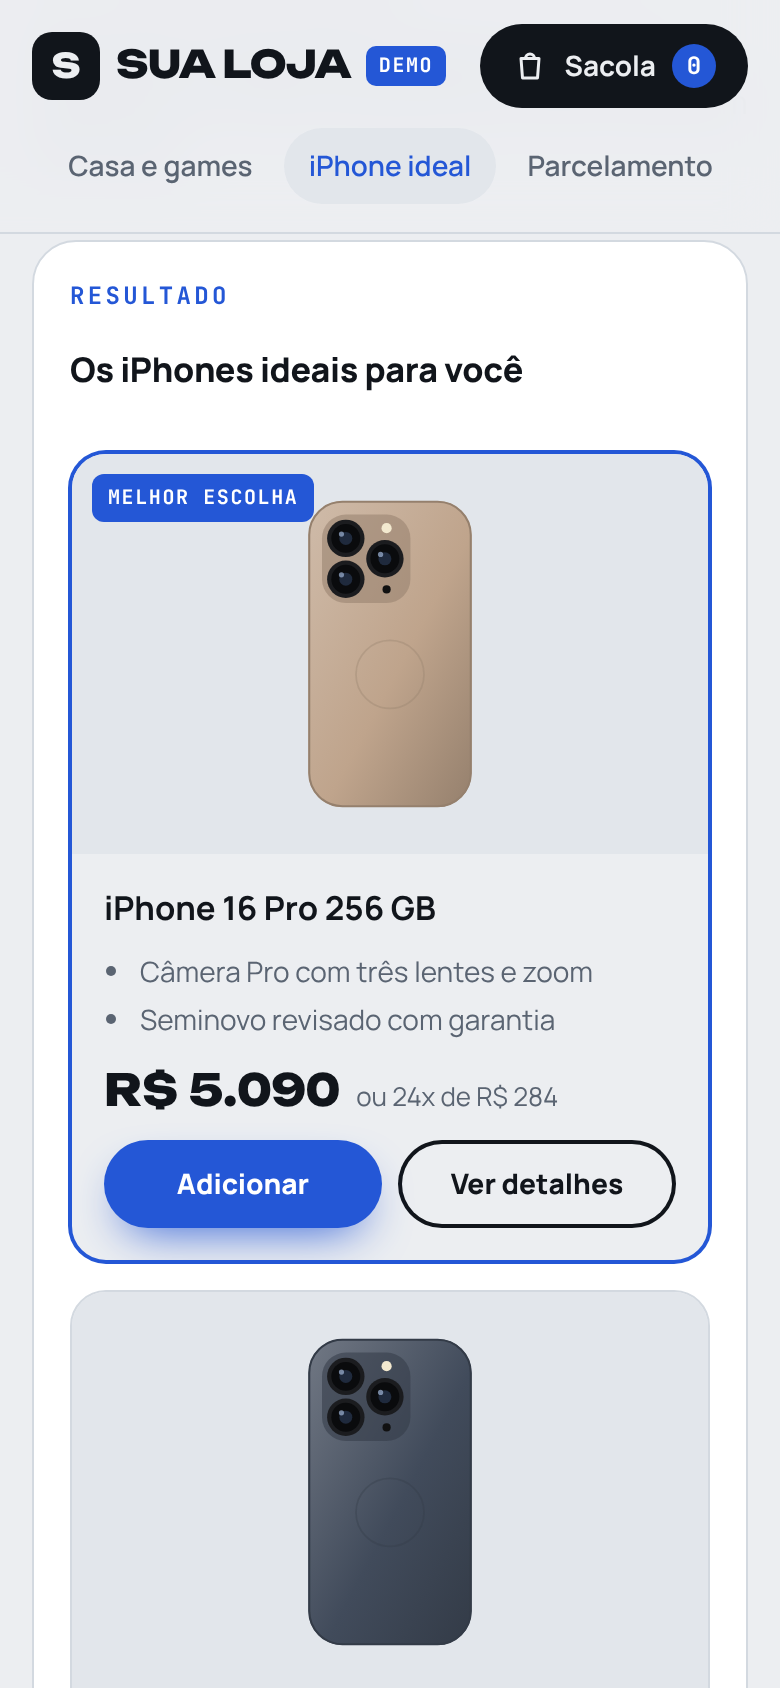 S SUA LOJA DEMO Sacola 0
Casa e games iPhone ideal Parcelamento
RESULTADO
Os iPhones ideais para você
MELHOR ESCOLHA
iPhone 16 Pro 256 GB
• Câmera Pro com três lentes e zoom
• Seminovo revisado com garantia
R$ 5.090 ou 24x de R$ 284
Adicionar Ver detalhes